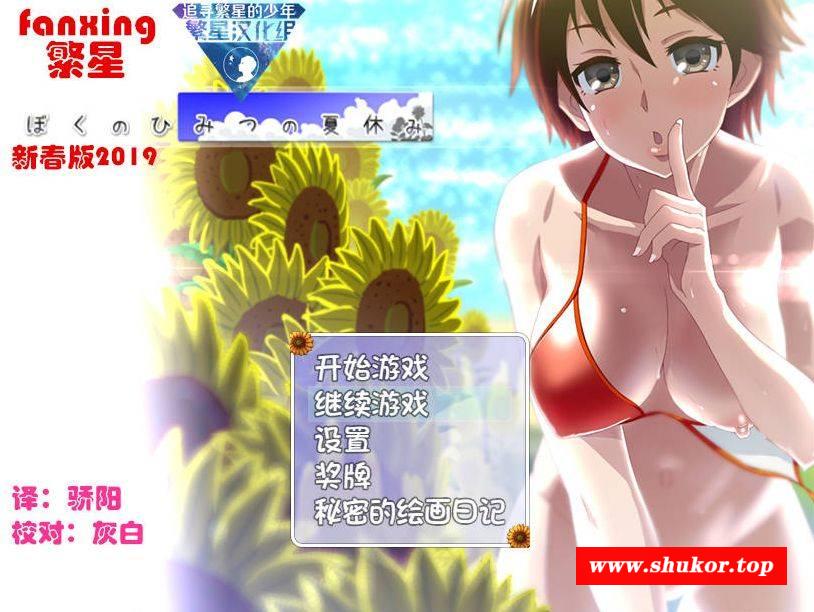 fanxing
繁星
追寻繁星的少年
繁星汉化组
ぼくのひみつの夏休み
新春版2019
开始游戏
继续游戏
设置
奖牌
秘密的绘画日记
译：骄阳
校对：灰白
www.shukor.top